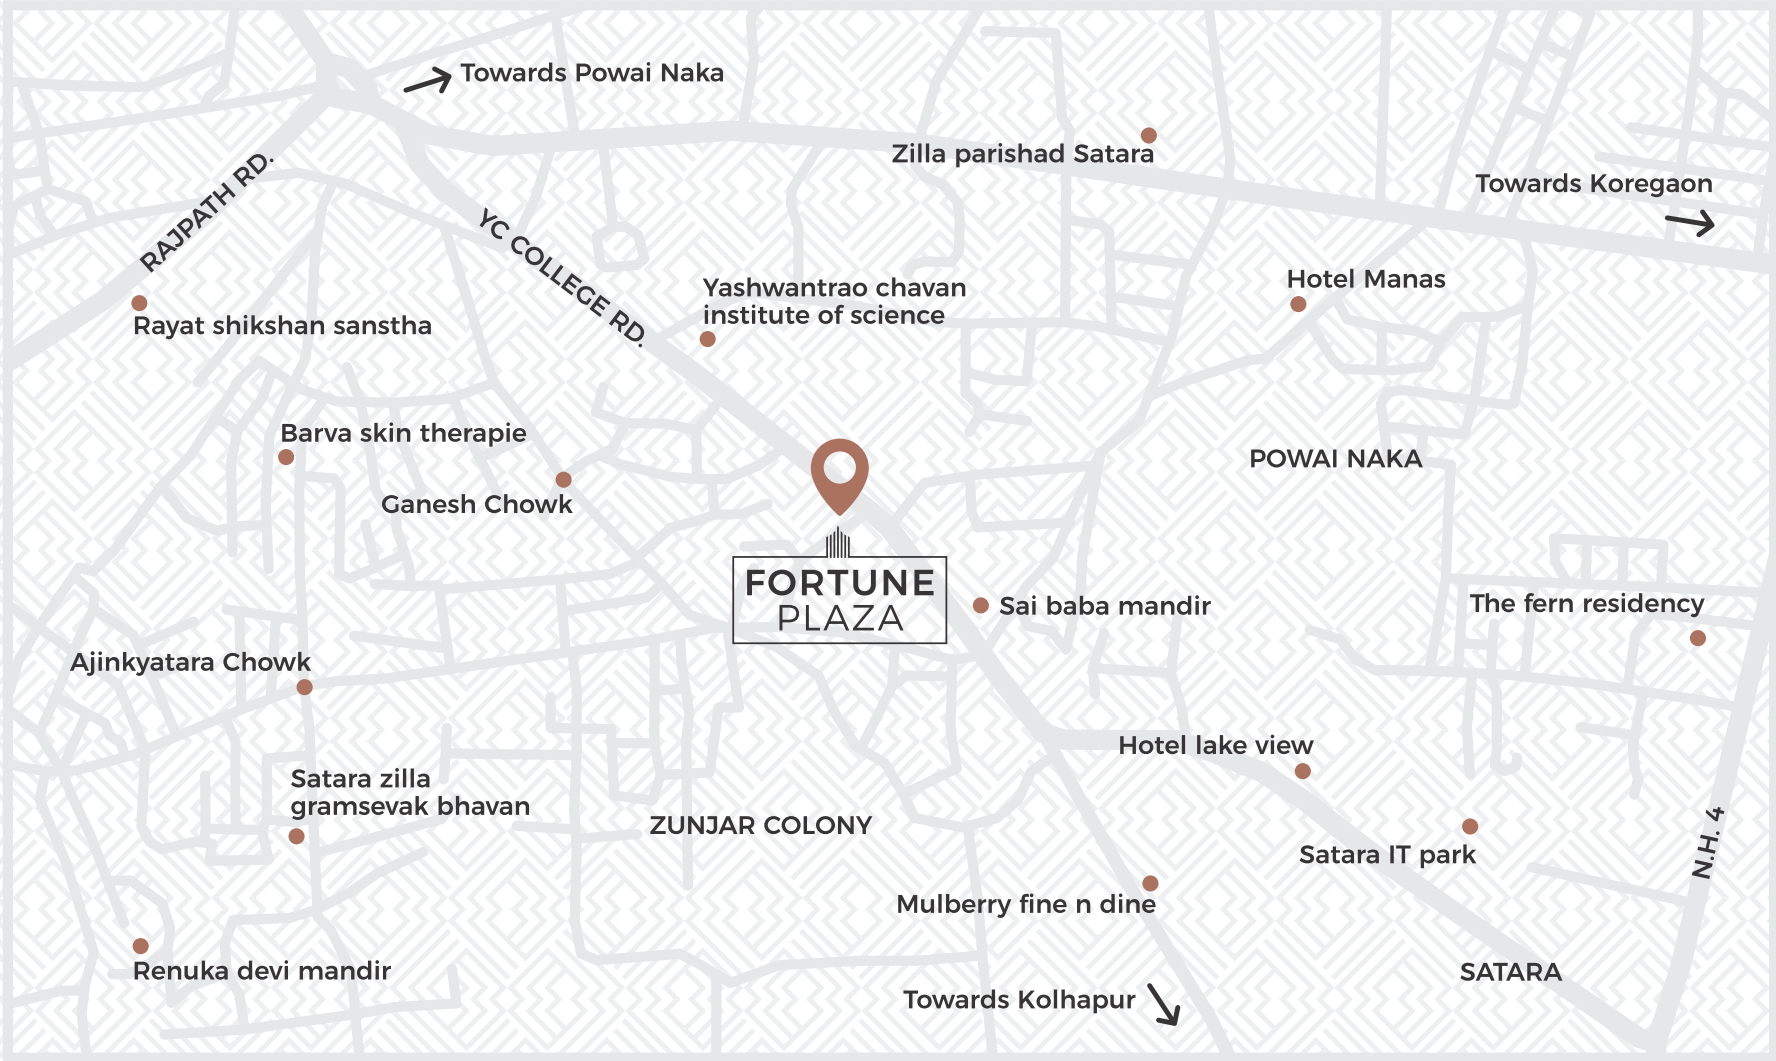 Towards Powai Naka
Zilla parishad Satara
Towards Koregaon
RAJPATH RD.
YC COLLEGE RD.
Yashwantrao chavan
institute of science
Hotel Manas
Rayat shikshan sanstha
Barva skin therapie
POWAI NAKA
Ganesh Chowk
FORTUNE
PLAZA
Sai baba mandir
The fern residency
Ajinkyatara Chowk
Hotel lake view
Satara zilla
gramsevak bhavan
ZUNJAR COLONY
N.H. 4
Satara IT park
Mulberry fine n dine
Renuka devi mandir
SATARA
Towards Kolhapur